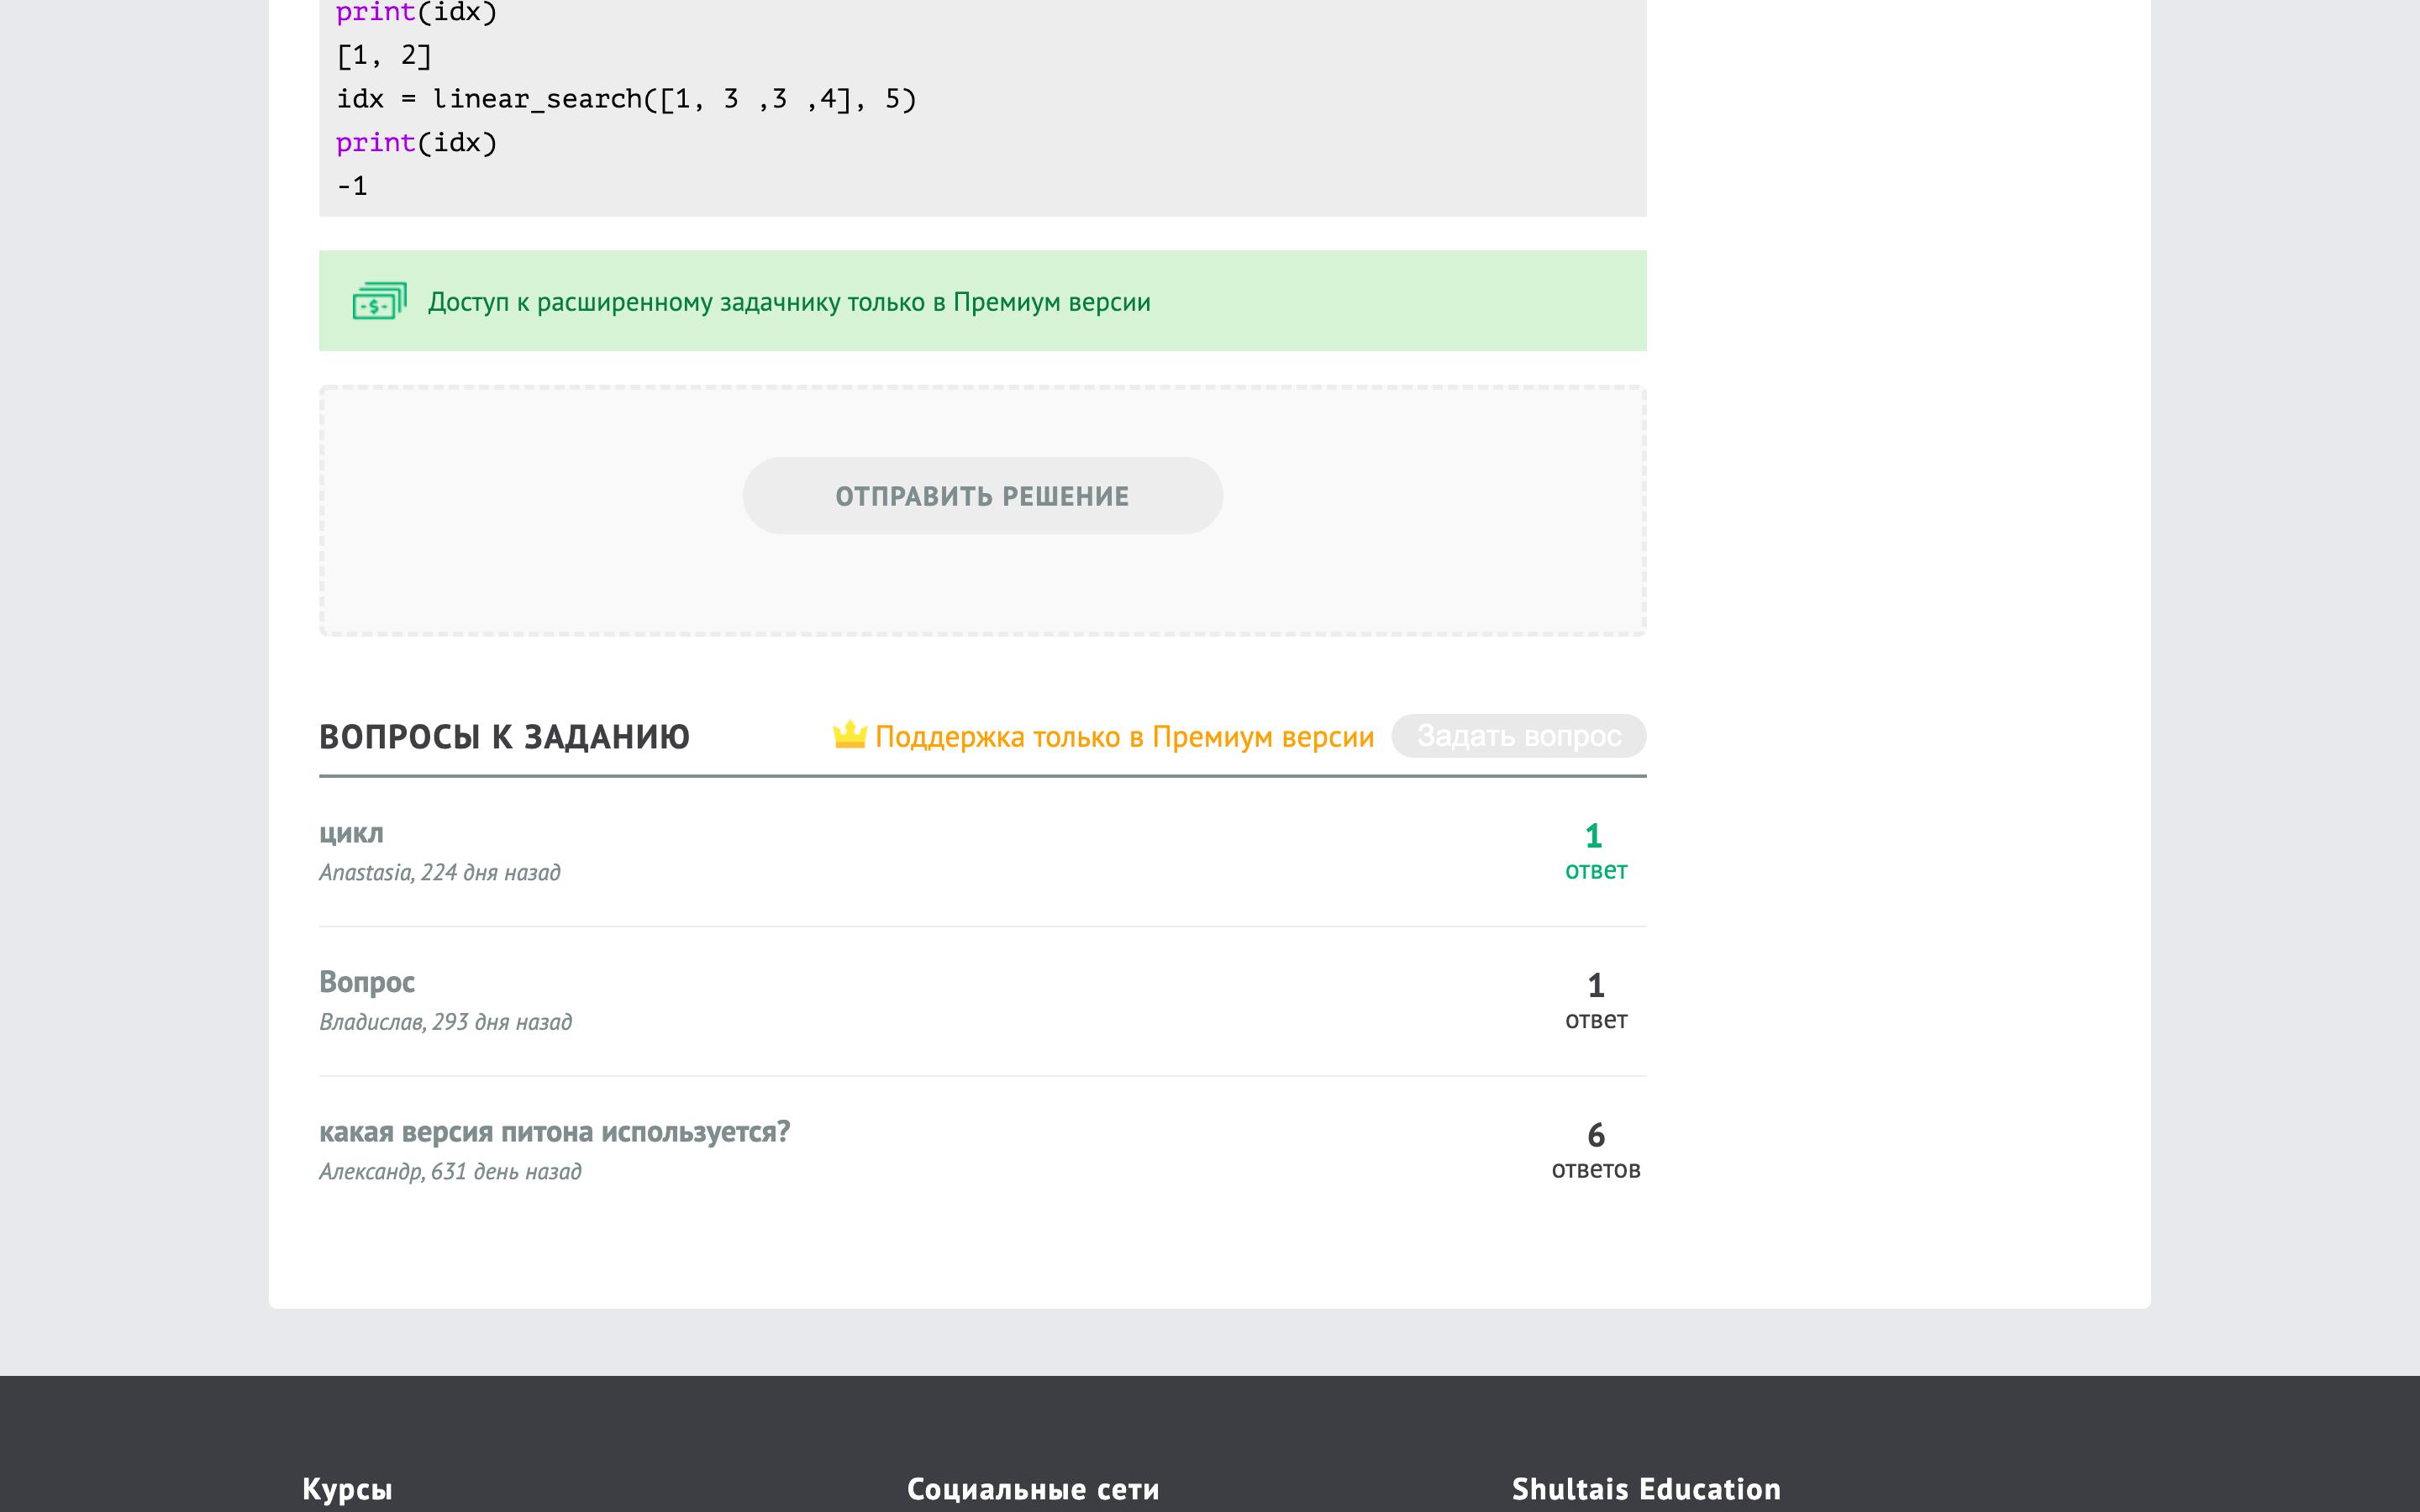 print(idx)
[1, 2]
idx = linear_search([1, 3 ,3 ,4], 5)
print(idx)
-1
-$-
Доступ к расширенному задачнику только в Премиум версии
ОТПРАВИТЬ РЕШЕНИЕ
ВОПРОСЫ К ЗАДАНИЮ
Поддержка только в Премиум версии
Задать вопрос
цикл
Anastasia, 224 дня назад
1
ответ
Вопрос
Владислав, 293 дня назад
1
ответ
какая версия питона используется?
Александр, 631 день назад
6
ответов
Курсы
Социальные сети
Shultais Education